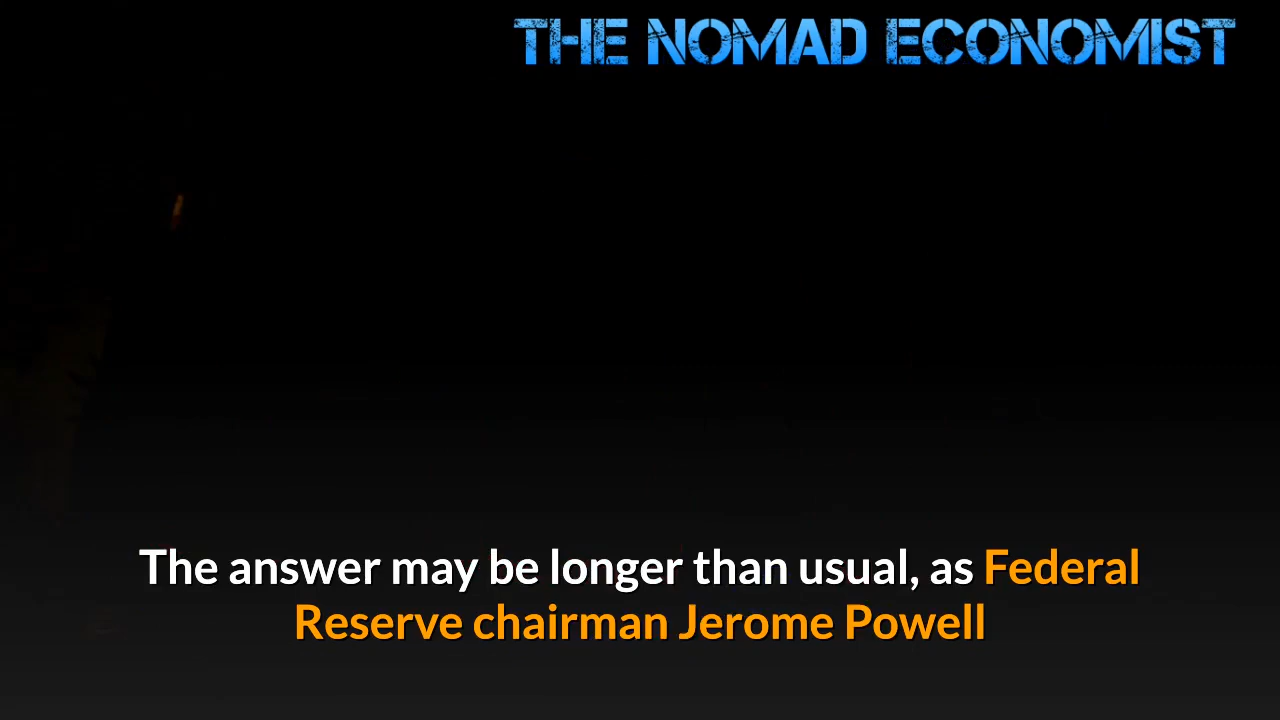 THE NOMAD ECONOMIST
The answer may be longer than usual, as Federal
Reserve chairman Jerome Powell